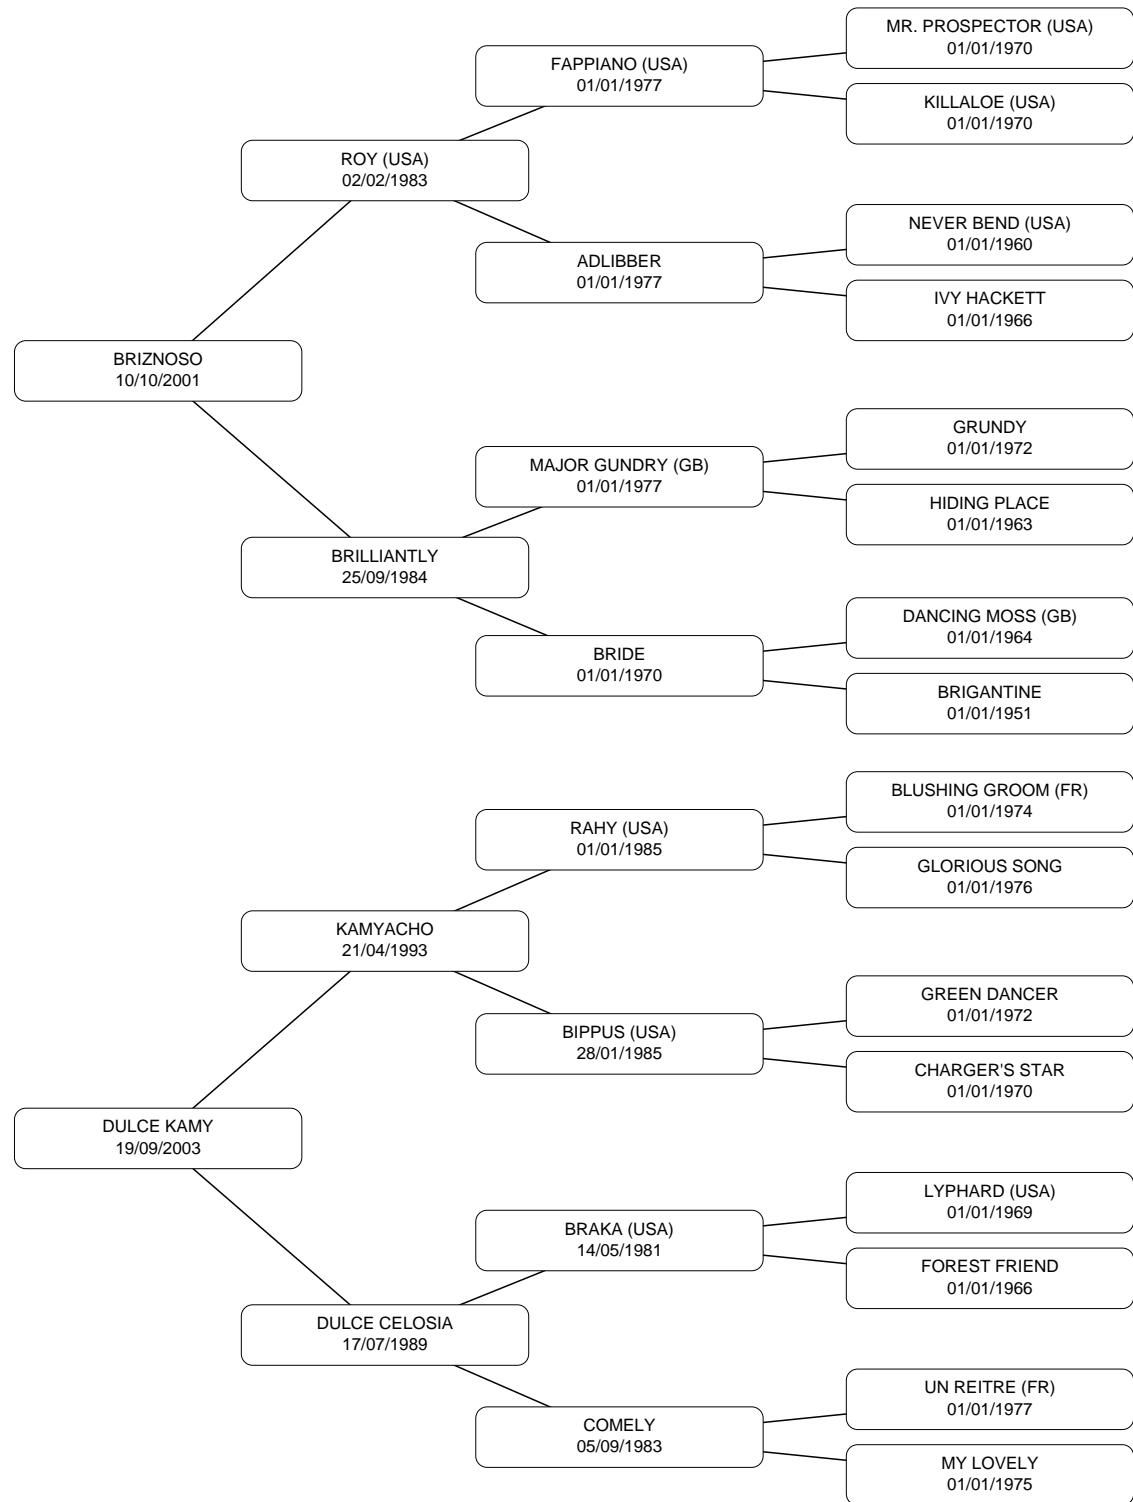 MR. PROSPECTOR (USA)
01/01/1970
FAPPIANO (USA)
01/01/1977
KILLALOE (USA)
01/01/1970
ROY (USA)
02/02/1983
NEVER BEND (USA)
01/01/1960
ADLIBBER
01/01/1977
IVY HACKETT
01/01/1966
BRIZNOSO
10/10/2001
GRUNDY
01/01/1972
MAJOR GUNDRY (GB)
01/01/1977
HIDING PLACE
01/01/1963
BRILLIANTLY
25/09/1984
DANCING MOSS (GB)
01/01/1964
BRIDE
01/01/1970
BRIGANTINE
01/01/1951
BLUSHING GROOM (FR)
01/01/1974
RAHY (USA)
01/01/1985
GLORIOUS SONG
01/01/1976
KAMYACHO
21/04/1993
GREEN DANCER
01/01/1972
BIPPUS (USA)
28/01/1985
CHARGER'S STAR
01/01/1970
DULCE KAMY
19/09/2003
LYPHARD (USA)
01/01/1969
BRAKA (USA)
14/05/1981
FOREST FRIEND
01/01/1966
DULCE CELOSIA
17/07/1989
UN REITRE (FR)
01/01/1977
COMELY
05/09/1983
MY LOVELY
01/01/1975